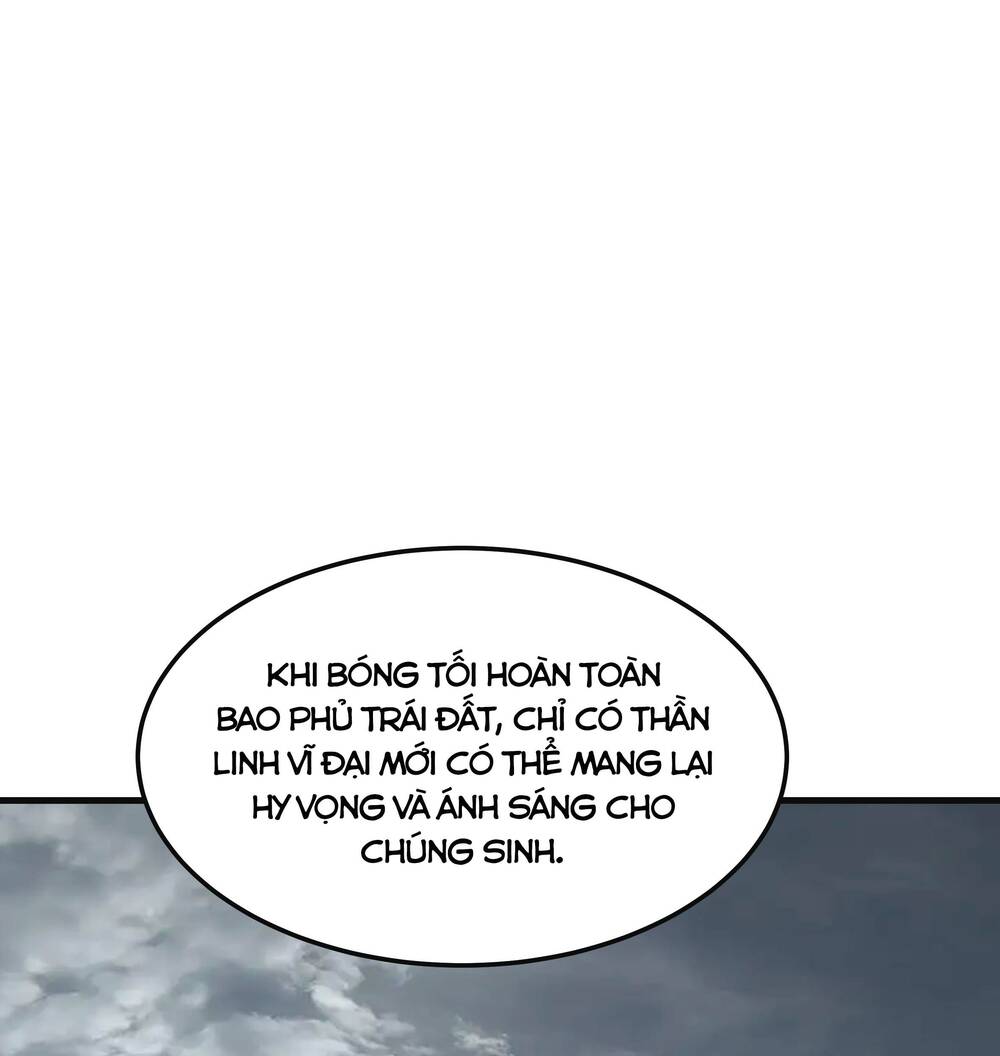 KHI BÓNG TỐI HOÀN TOÀN
BAO PHỦ TRÁI ĐẤT, CHỈ CÓ THẦN
LINH VĨ ĐẠI MỚI CÓ THỂ MANG LẠI
HY VỌNG VÀ ÁNH SÁNG CHO
CHÚNG SINH.